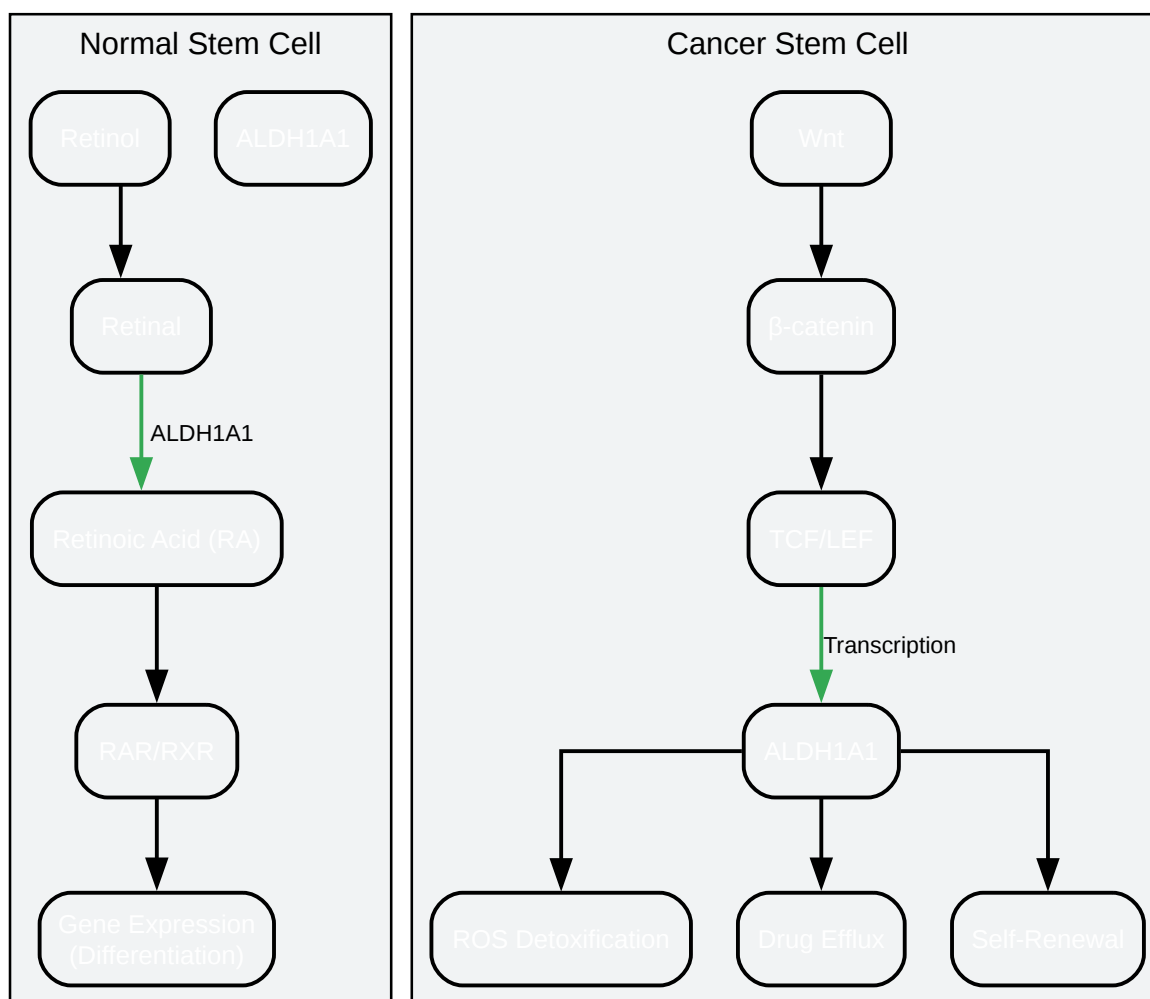 Normal Stem Cell
Retinol
ALDH1A1
Retinal
ALDH1A1
Retinoic Acid (RA)
RAR/RXR
Gene Expression
(Differentiation)
Cancer Stem Cell
Wnt
β-catenin
TCF/LEF
Transcription
ALDH1A1
ROS Detoxification
Drug Efflux
Self-Renewal